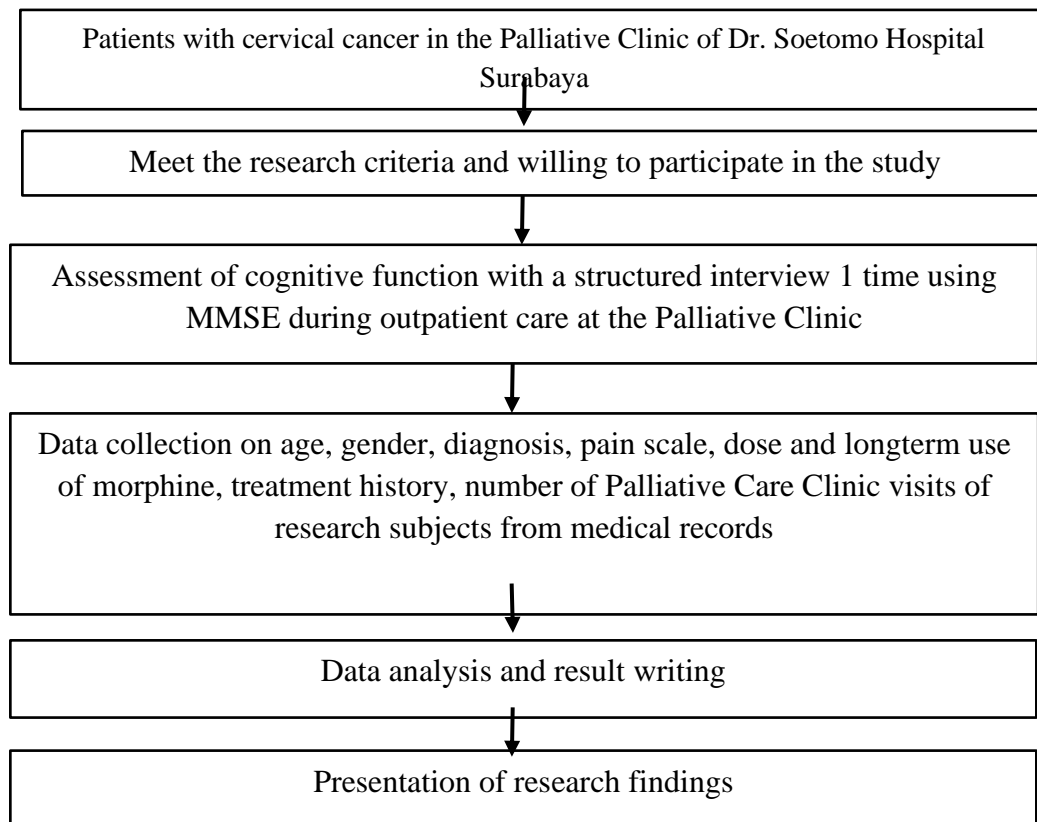 Patients with cervical cancer in the Palliative Clinic of Dr. Soetomo Hospital
Surabaya
Meet the research criteria and willing to participate in the study
Assessment of cognitive function with a structured interview 1 time using
MMSE during outpatient care at the Palliative Clinic
Data collection on age, gender, diagnosis, pain scale, dose and longterm use
of morphine, treatment history, number of Palliative Care Clinic visits of
research subjects from medical records
Data analysis and result writing
Presentation of research findings